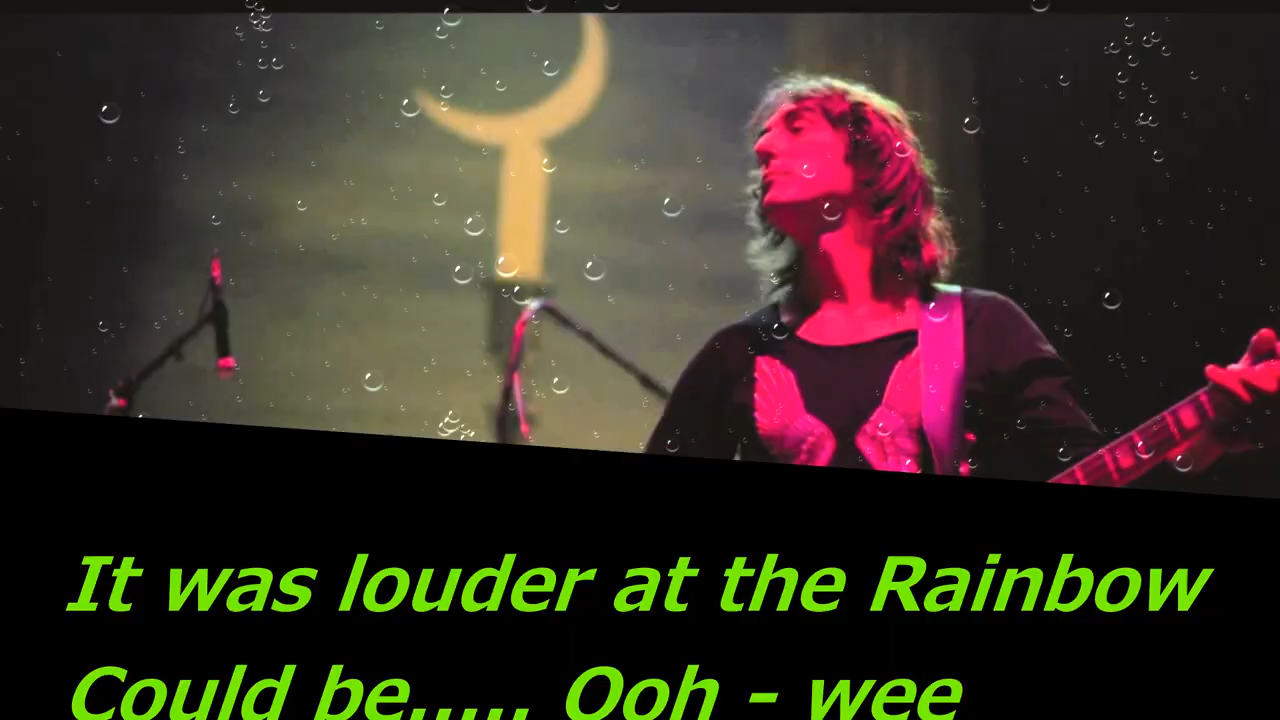 It was louder at the Rainbow
Could be..... Ooh - wee